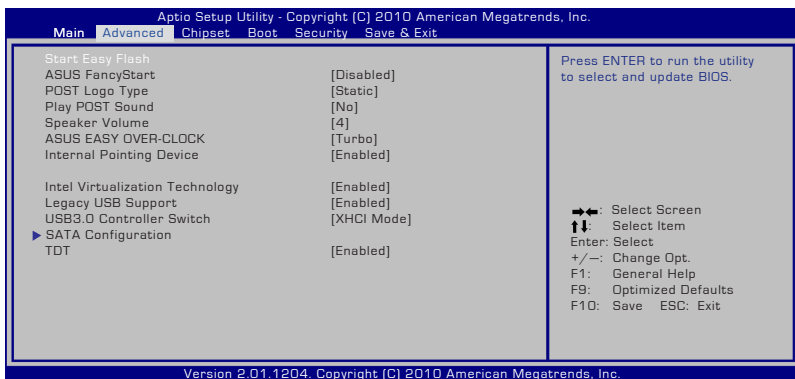 Aptio Setup Utility - Copyright (C) 2010 American Megatrends, Inc.
Main Advanced Chipset Boot Security Save & Exit
Start Easy Flash
ASUS FancyStart [Disabled]
POST Logo Type [Static]
Play POST Sound [No]
Speaker Volume [4]
ASUS EASY OVER-CLOCK [Turbo]
Internal Pointing Device [Enabled]
Intel Virtualization Technology [Enabled]
Legacy USB Support [Enabled]
USB3.0 Controller Switch [XHCI Mode]
SATA Configuration
TDT [Enabled]
Press ENTER to run the utility
to select and update BIOS.
→←: Select Screen
↑↓: Select Item
Enter: Select
+/–: Change Opt.
F1: General Help
F9: Optimized Defaults
F10: Save ESC: Exit
Version 2.01.1204. Copyright (C) 2010 American Megatrends, Inc.